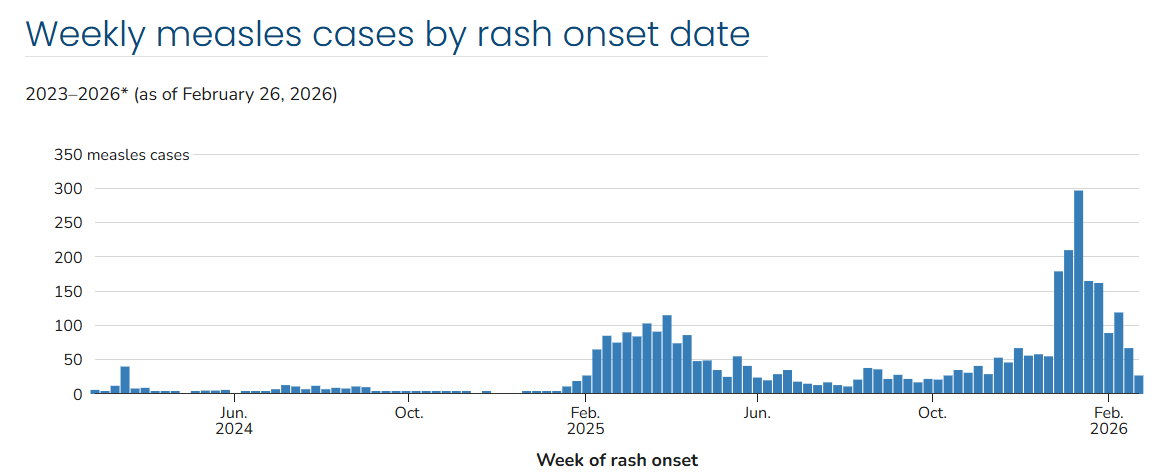 Weekly measles cases by rash onset date
2023–2026* (as of February 26, 2026)
350 measles cases
300
250
200
150
100
50
0
Jun. Oct. Feb. Jun. Oct. Feb.
2024 2025 2026
Week of rash onset